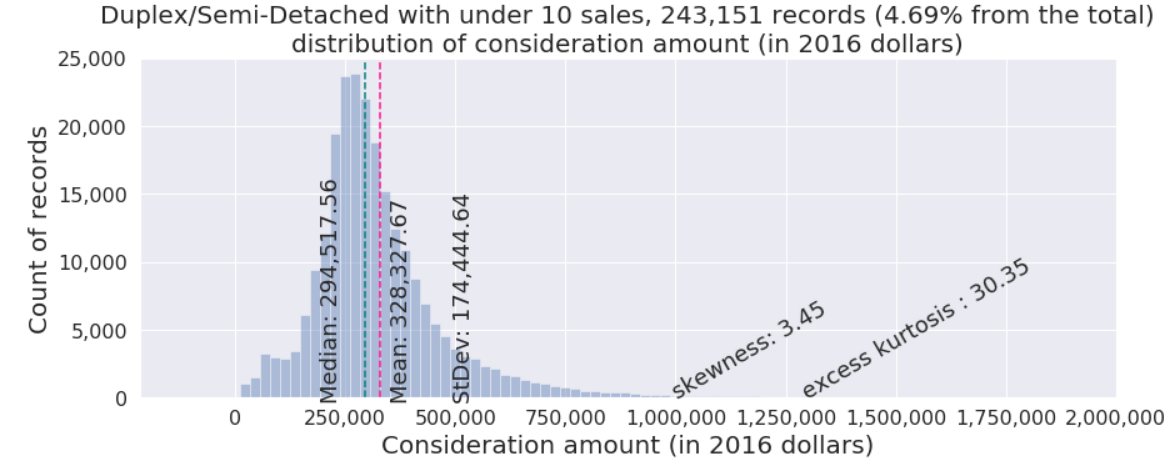 Duplex/Semi-Detached with under 10 sales, 243,151 records (4.69% from the total)
distribution of consideration amount (in 2016 dollars)
Count of records
25,000
20,000
15,000
10,000
5,000
0
Median: 294,517.56
Mean: 328,327.67
StDev: 174,444.64
skewness: 3.45
excess kurtosis : 30.35
0 250,000 500,000 750,000 1,000,000 1,250,000 1,500,000 1,750,000 2,000,000
Consideration amount (in 2016 dollars)